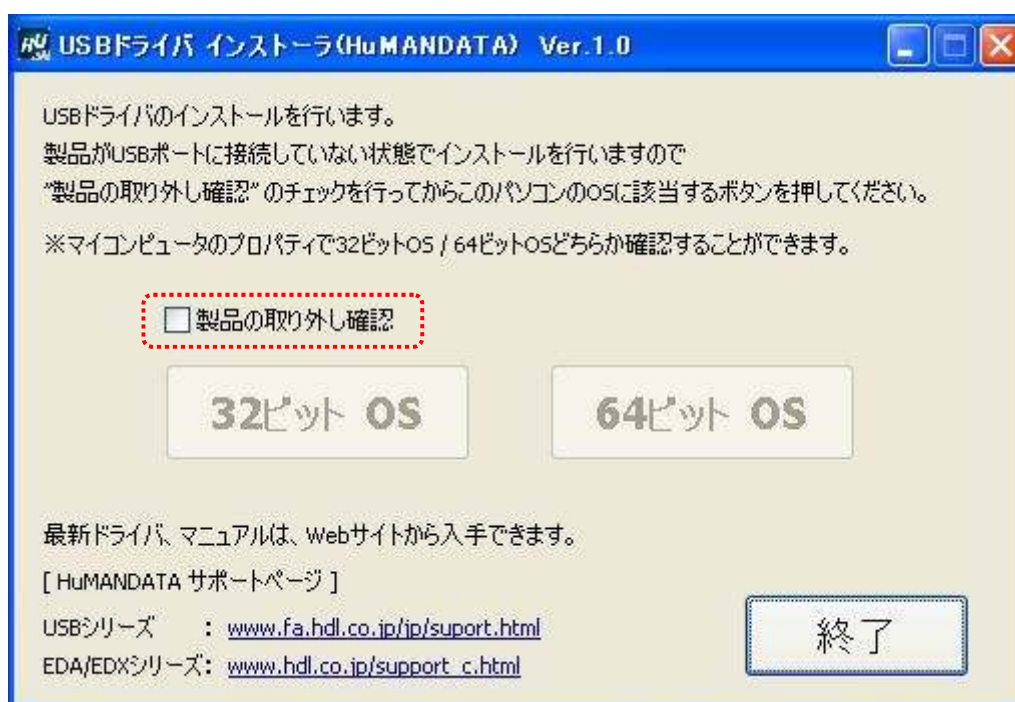 USBドライバ インストーラ(HuMANDATA) Ver.1.0
USBドライバのインストールを行います。
製品がUSBポートに接続していない状態でインストールを行いますので
"製品の取り外し確認" のチェックを行ってからこのパソコンのOSに該当するボタンを押してください。
※マイコンピュータのプロパティで32ビットOS / 64ビットOSどちらか確認することができます。
製品の取り外し確認
32ビット OS 64ビット OS
最新ドライバ、マニュアルは、Webサイトから入手できます。
[ HuMANDATA サポートページ ]
USBシリーズ : www.fa.hdl.co.jp/jp/suport.html
EDA/EDXシリーズ: www.hdl.co.jp/support_c.html
終了